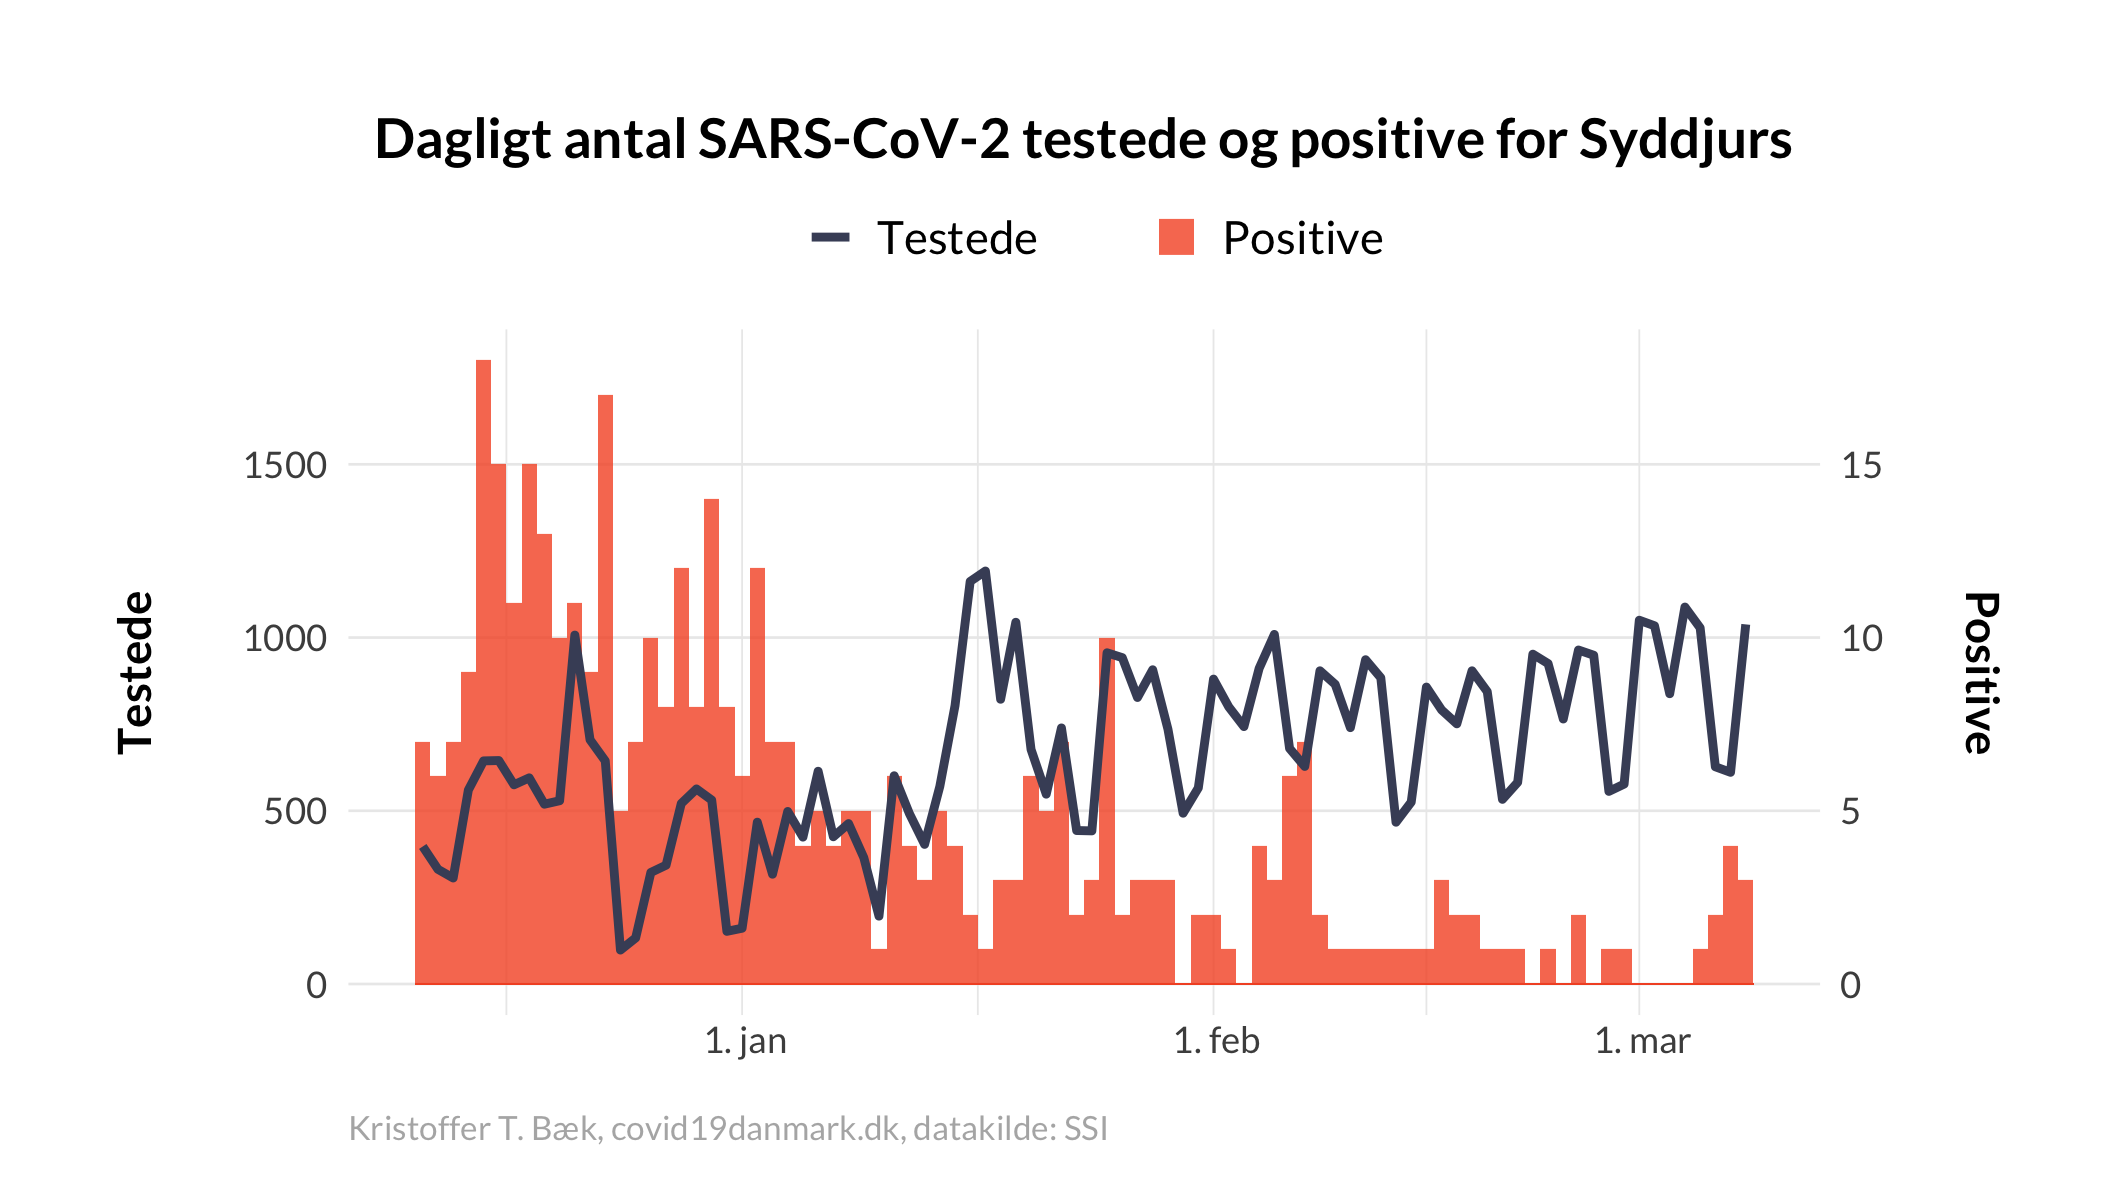 Dagligt antal SARS-CoV-2 testede og positive for Syddjurs
Testede Positive
Testede
1500
1000
500
0
15
10
5
0
Positive
1. jan 1. feb 1. mar
Kristoffer T. Bæk, covid19danmark.dk, datakilde: SSI